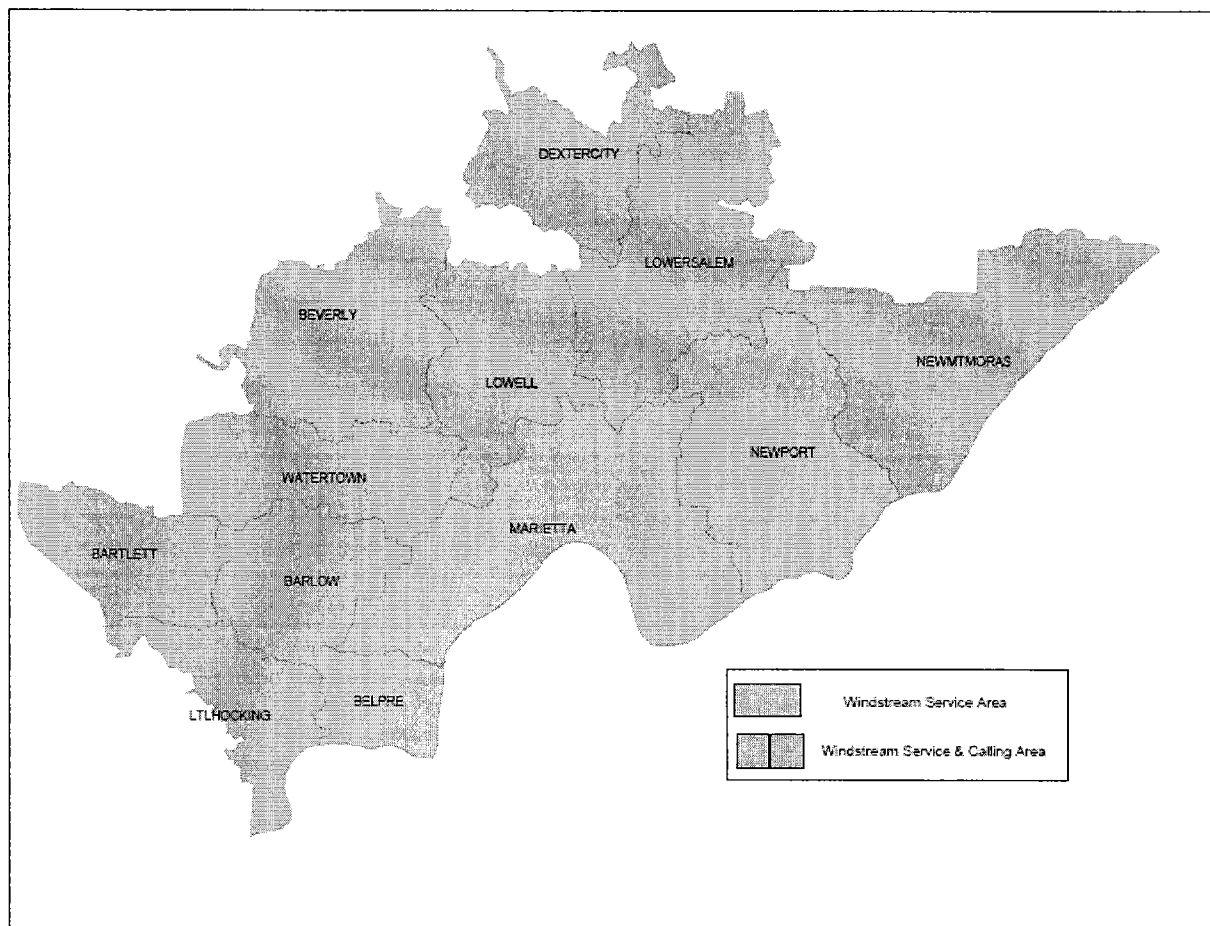 DEXTERCITY
LOWERSALEM
BEVERLY
NEWMTMORAS
LOWELL
NEWPORT
WATERTOWN
MARIETTA
BARTLETT
BARLOW
BELPRE
LTLHOCKING
Windstream Service Area
Windstream Service & Calling Area